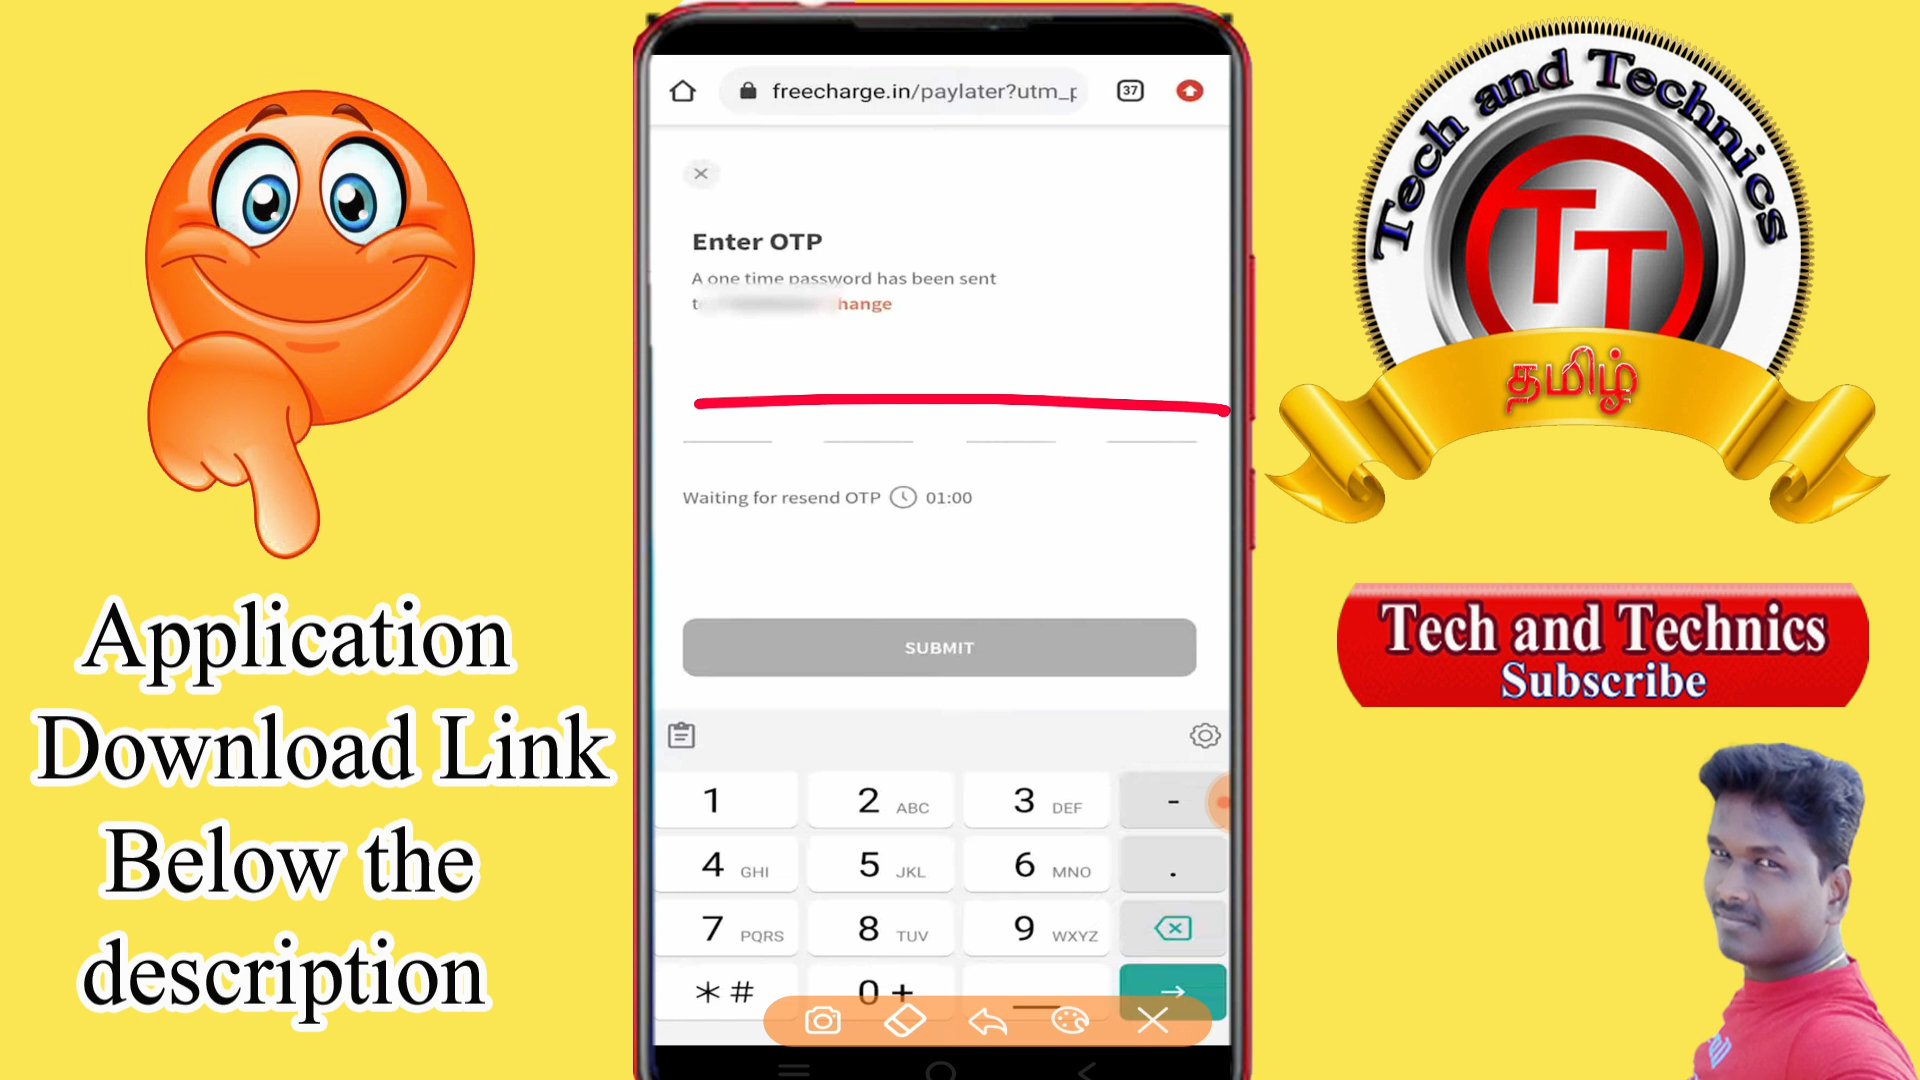 Application
Download Link
Below the
description
freecharge.in/paylater?utm_p
37
Enter OTP
A one time password has been sent
hange
Waiting for resend OTP 01:00
SUBMIT
1
2 ABC
3 DEF
-
4 GHI
5 JKL
6 MNO
.
7 PQRS
8 TUV
9 WXYZ
* #
0 +
Tech and Technics
TT
தமிழ்
Tech and Technics
Subscribe